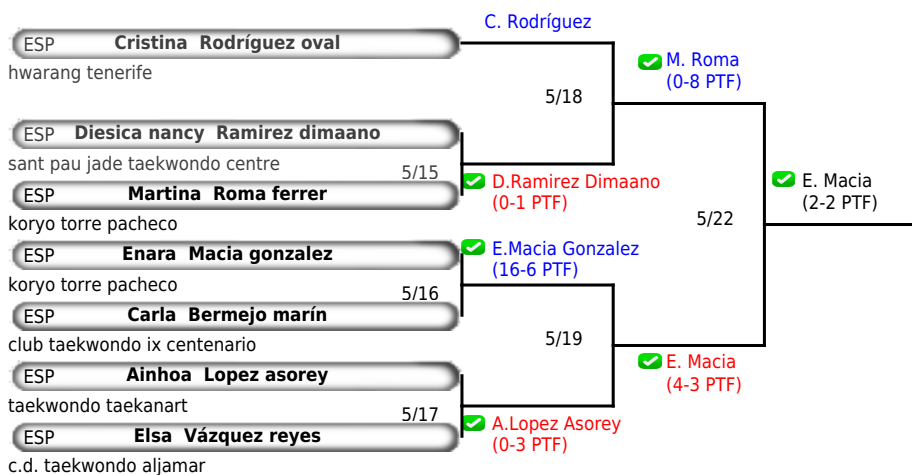 C. Rodríguez
ESP Cristina Rodríguez oval
hwarang tenerife
M. Roma
(0-8 PTF)
5/18
ESP Diesica nancy Ramirez dimaano
sant pau jade taekwondo centre
5/15
D.Ramirez Dimaano
(0-1 PTF)
ESP Martina Roma ferrer
koryo torre pacheco
E. Macia
(2-2 PTF)
5/22
ESP Enara Macia gonzalez
koryo torre pacheco
E.Macia Gonzalez
(16-6 PTF)
5/16
ESP Carla Bermejo marín
club taekwondo ix centenario
5/19
E. Macia
(4-3 PTF)
ESP Ainhoa Lopez asorey
taekwondo taekanart
5/17
A.Lopez Asorey
(0-3 PTF)
ESP Elsa Vázquez reyes
c.d. taekwondo aljamar